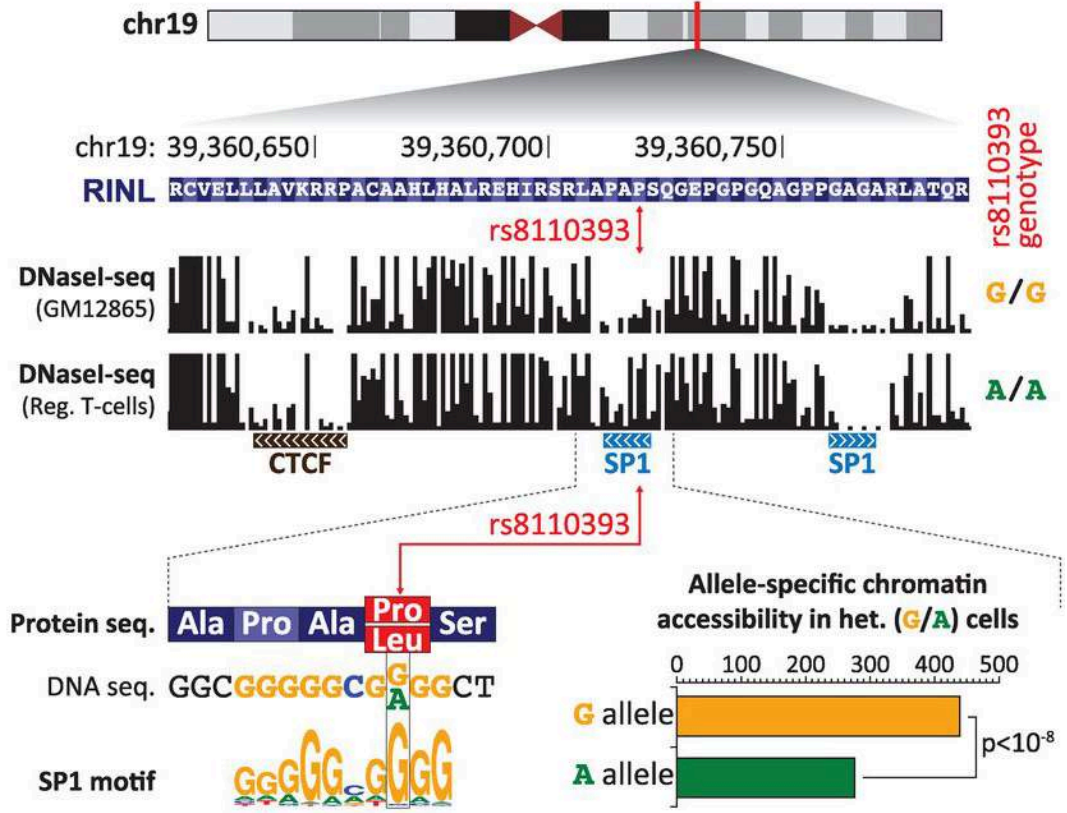 chr19
chr19: 39,360,650| 39,360,700| 39,360,750|
RINL RCVELLLAVKRRPACAAHLHALREHIRSRLAPAPSQGEPGPGQAGPPGAGARLATQR
rs8110393
genotype
rs8110393
DNaseI-seq
(GM12865)
G/G
DNaseI-seq
(Reg. T-cells)
A/A
CTCF SP1 SP1
rs8110393
Protein seq. Ala Pro Ala Pro Leu Ser
DNA seq. GGCGGGGGCGGGGCT
A
SP1 motif GGGGGCGGGG
Allele-specific chromatin
accessibility in het. (G/A) cells
0 100 200 300 400 500
G allele
A allele
p<10⁻⁸